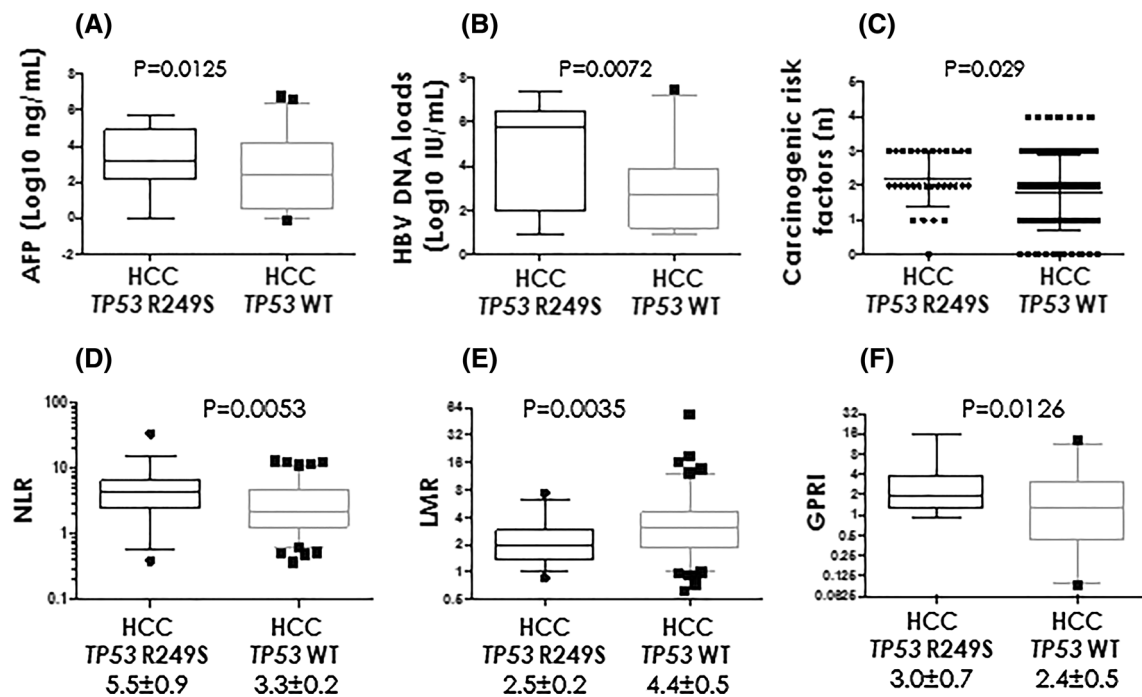 (A)
AFP (Log10 ng/mL)
P=0.0125
8
6
4
2
0
-2
HCC
TP53 R249S
HCC
TP53 WT
(B)
HBV DNA loads
(Log10 IU/mL)
P=0.0072
8
6
4
2
0
HCC
TP53 R249S
HCC
TP53 WT
(C)
Carcinogenic risk
factors (n)
P=0.029
5
4
3
2
1
0
HCC
TP53 R249S
HCC
TP53 WT
(D)
NLR
P=0.0053
100
10
1
0.1
HCC
TP53 R249S
5.5±0.9
HCC
TP53 WT
3.3±0.2
(E)
LMR
P=0.0035
64
32
16
8
4
2
1
0.5
HCC
TP53 R249S
2.5±0.2
HCC
TP53 WT
4.4±0.5
(F)
GPRI
P=0.0126
32
16
4
2
1
0.5
0.25
0.125
0.0625
HCC
TP53 R249S
3.0±0.7
HCC
TP53 WT
2.4±0.5